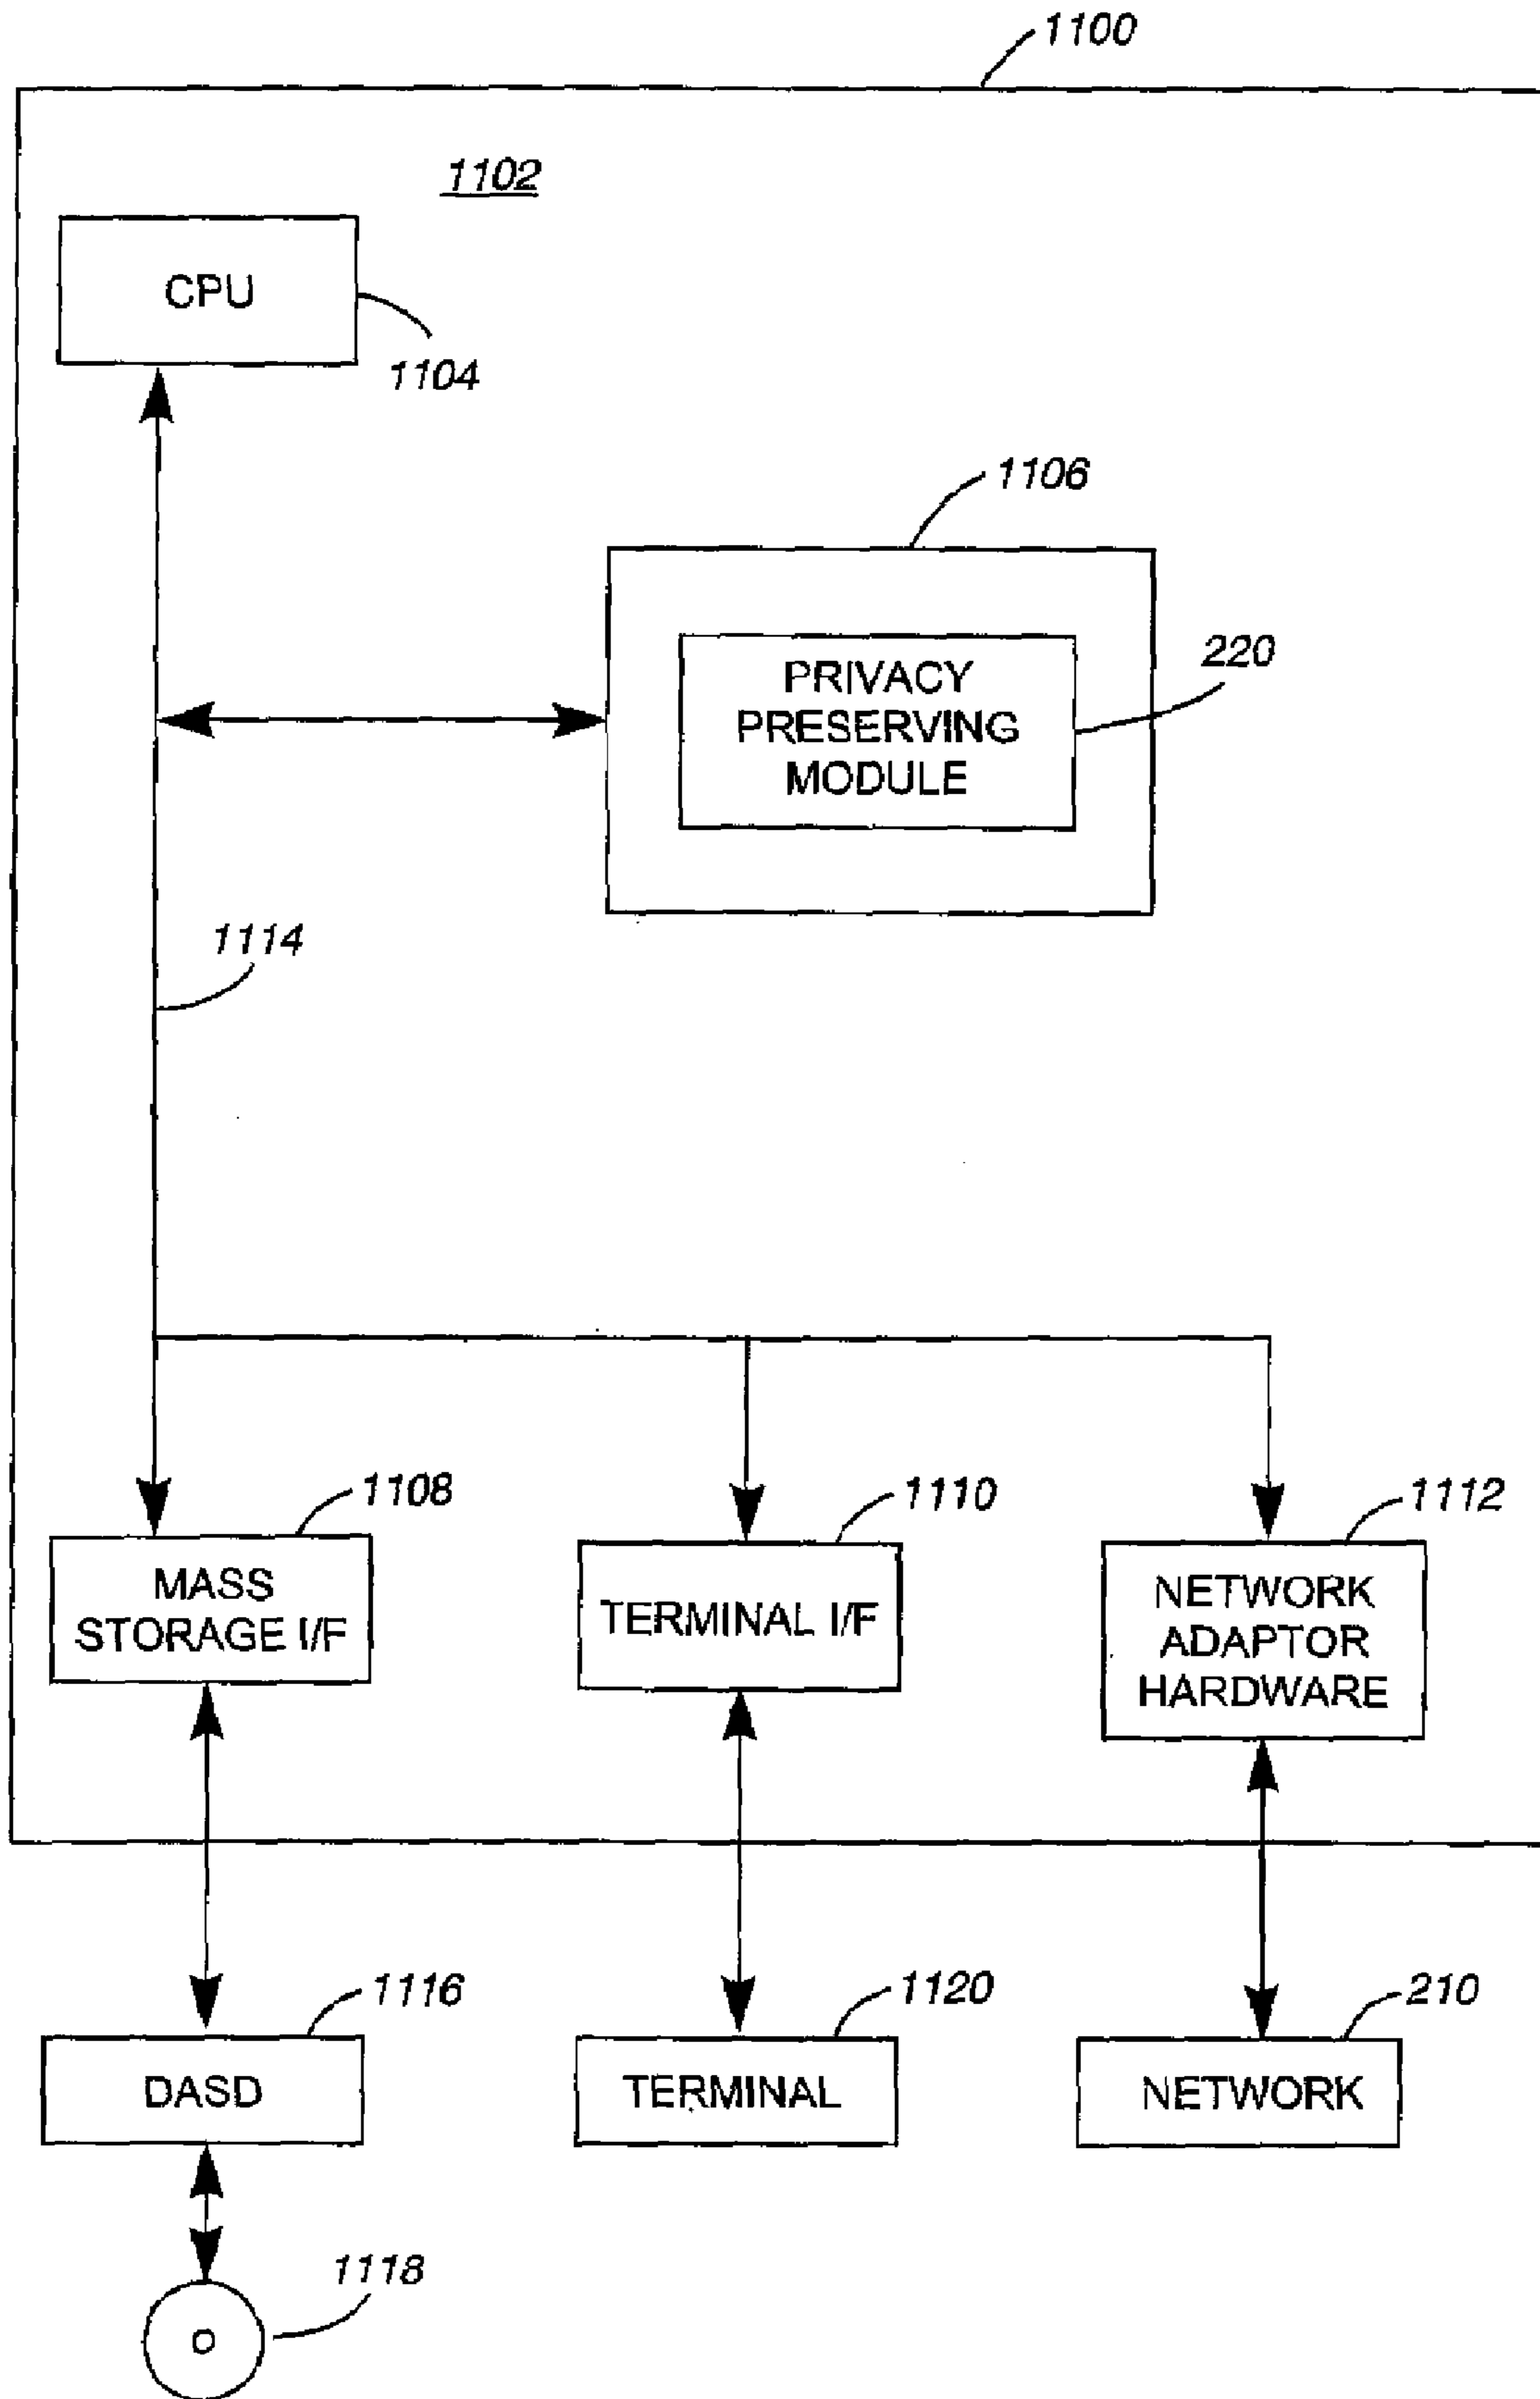 1100
1102
CPU
1104
1106
PRIVACY
PRESERVING
MODULE
220
1114
1108
MASS
STORAGE I/F
1110
TERMINAL I/F
1112
NETWORK
ADAPTOR
HARDWARE
1116
DASD
1120
TERMINAL
210
NETWORK
1118